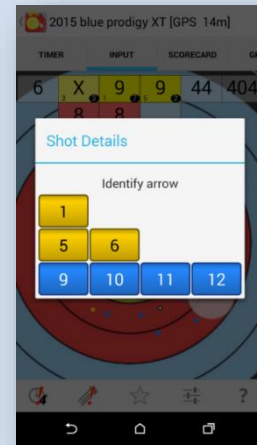 2015 blue prodigy XT [GPS 14m]
TIMER INPUT SCORECARD
6 X 9 9 44 404
8 8
Shot Details
Identify arrow
1
5 6
9 10 11 12
?